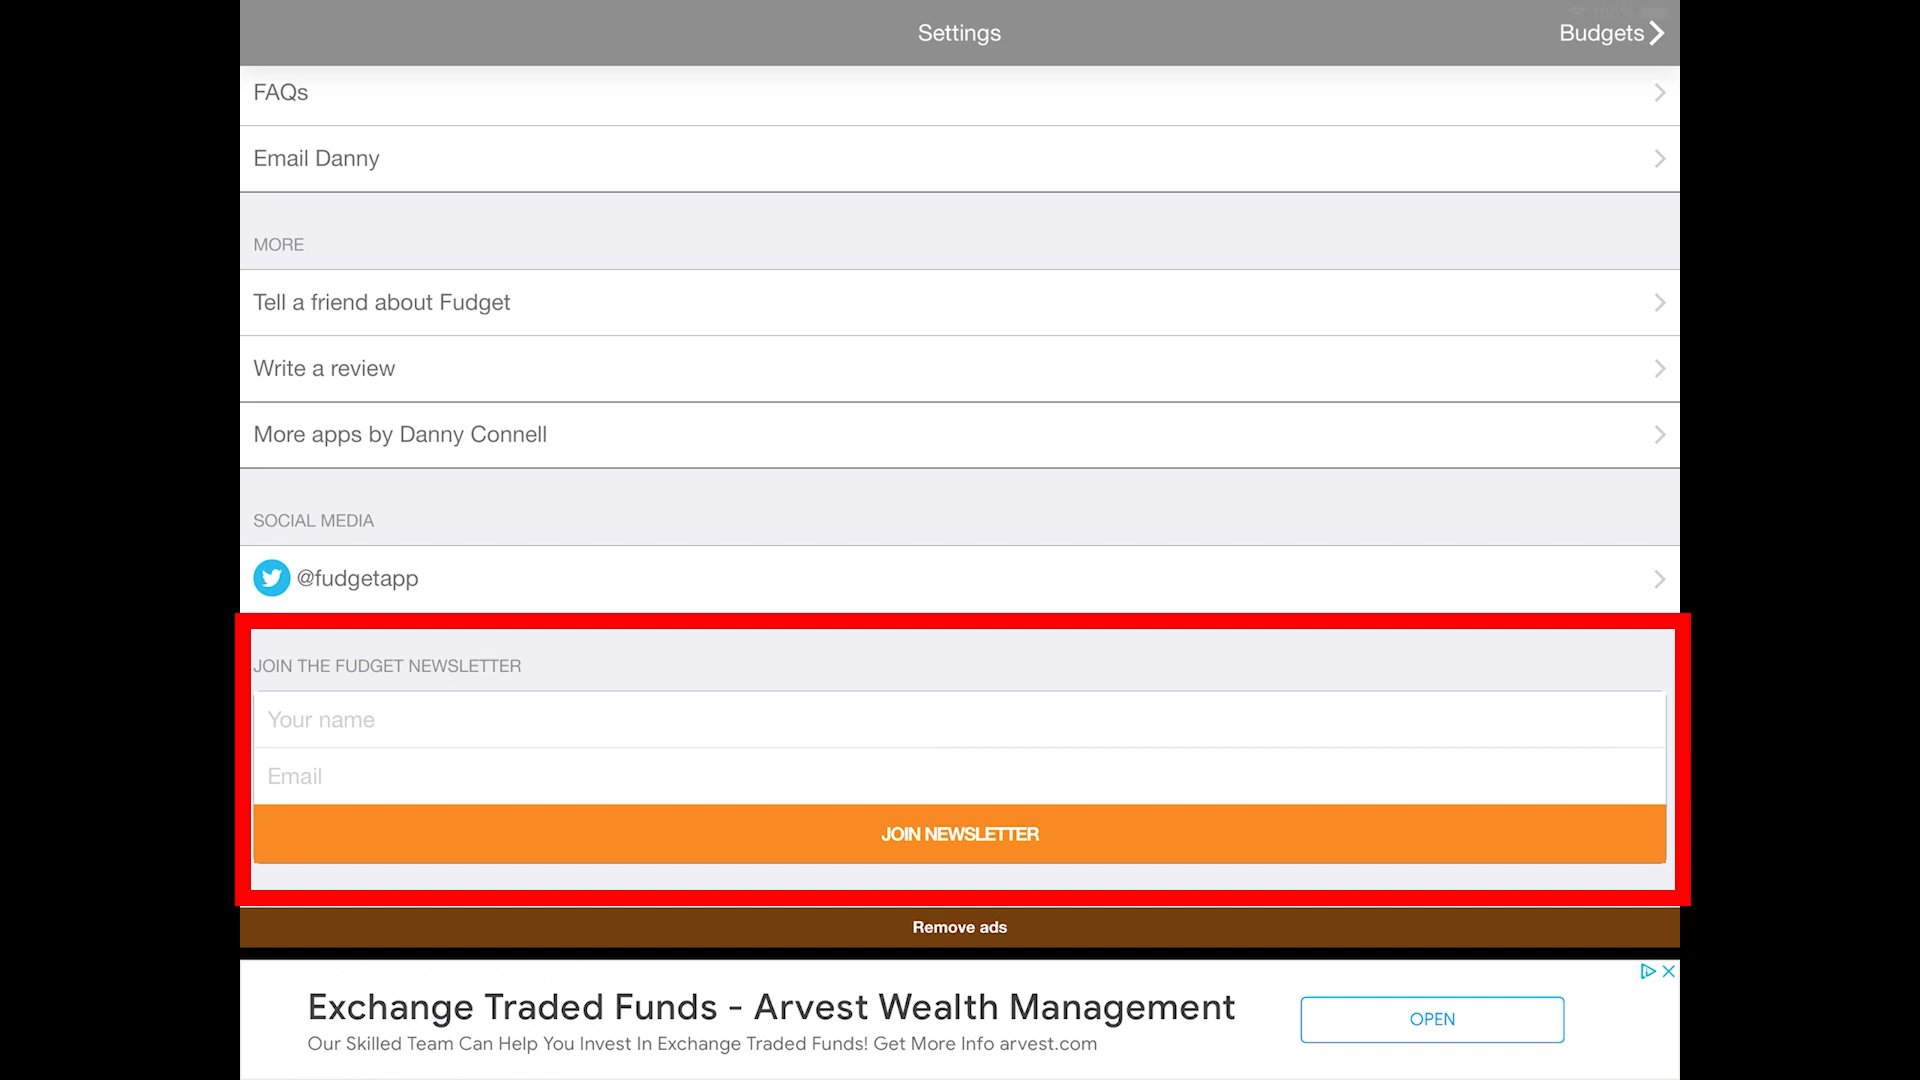 Settings
Budgets
FAQs
Email Danny
MORE
Tell a friend about Fudget
Write a review
More apps by Danny Connell
SOCIAL MEDIA
@fudgetapp
JOIN THE FUDGET NEWSLETTER
Your name
Email
JOIN NEWSLETTER
Remove ads
Exchange Traded Funds - Arvest Wealth Management
Our Skilled Team Can Help You Invest In Exchange Traded Funds! Get More Info arvest.com
OPEN